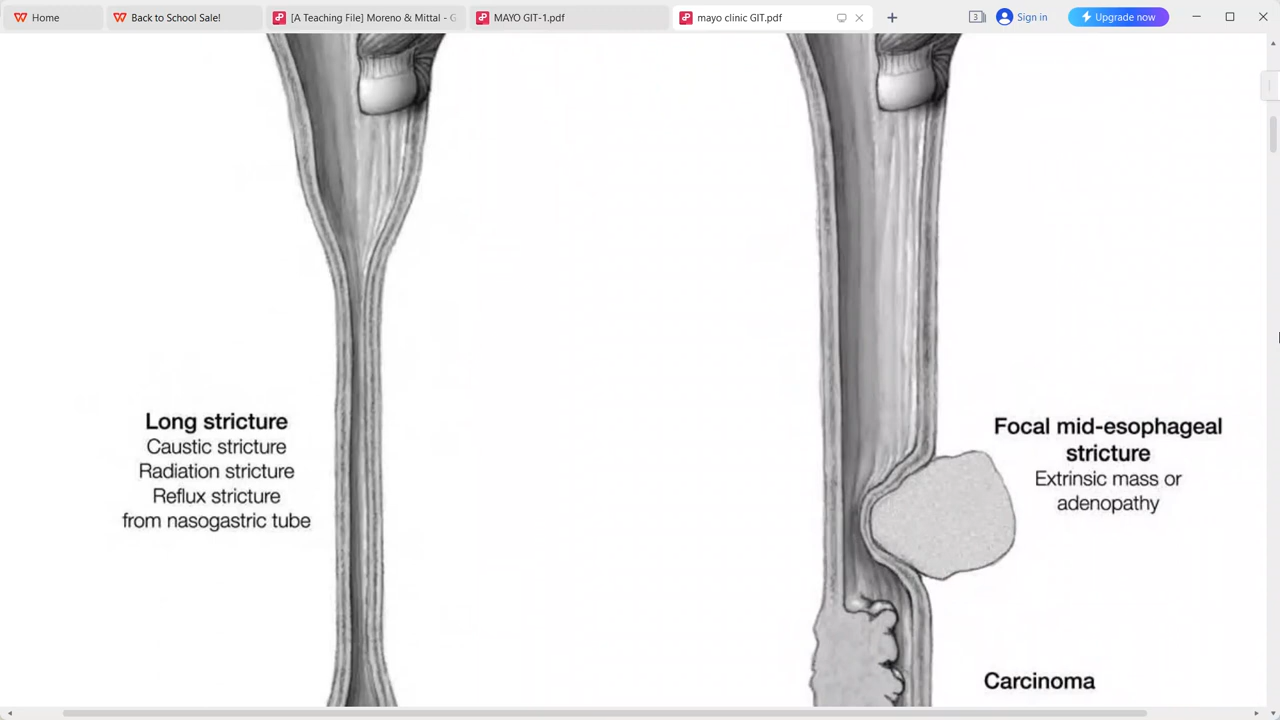 Home
Back to School Sale!
[A Teaching File] Moreno & Mittal - G
MAYO GIT-1.pdf
mayo clinic GIT.pdf
3
Sign in
Upgrade now
Long stricture
Caustic stricture
Radiation stricture
Reflux stricture
from nasogastric tube
Focal mid-esophageal
stricture
Extrinsic mass or
adenopathy
Carcinoma